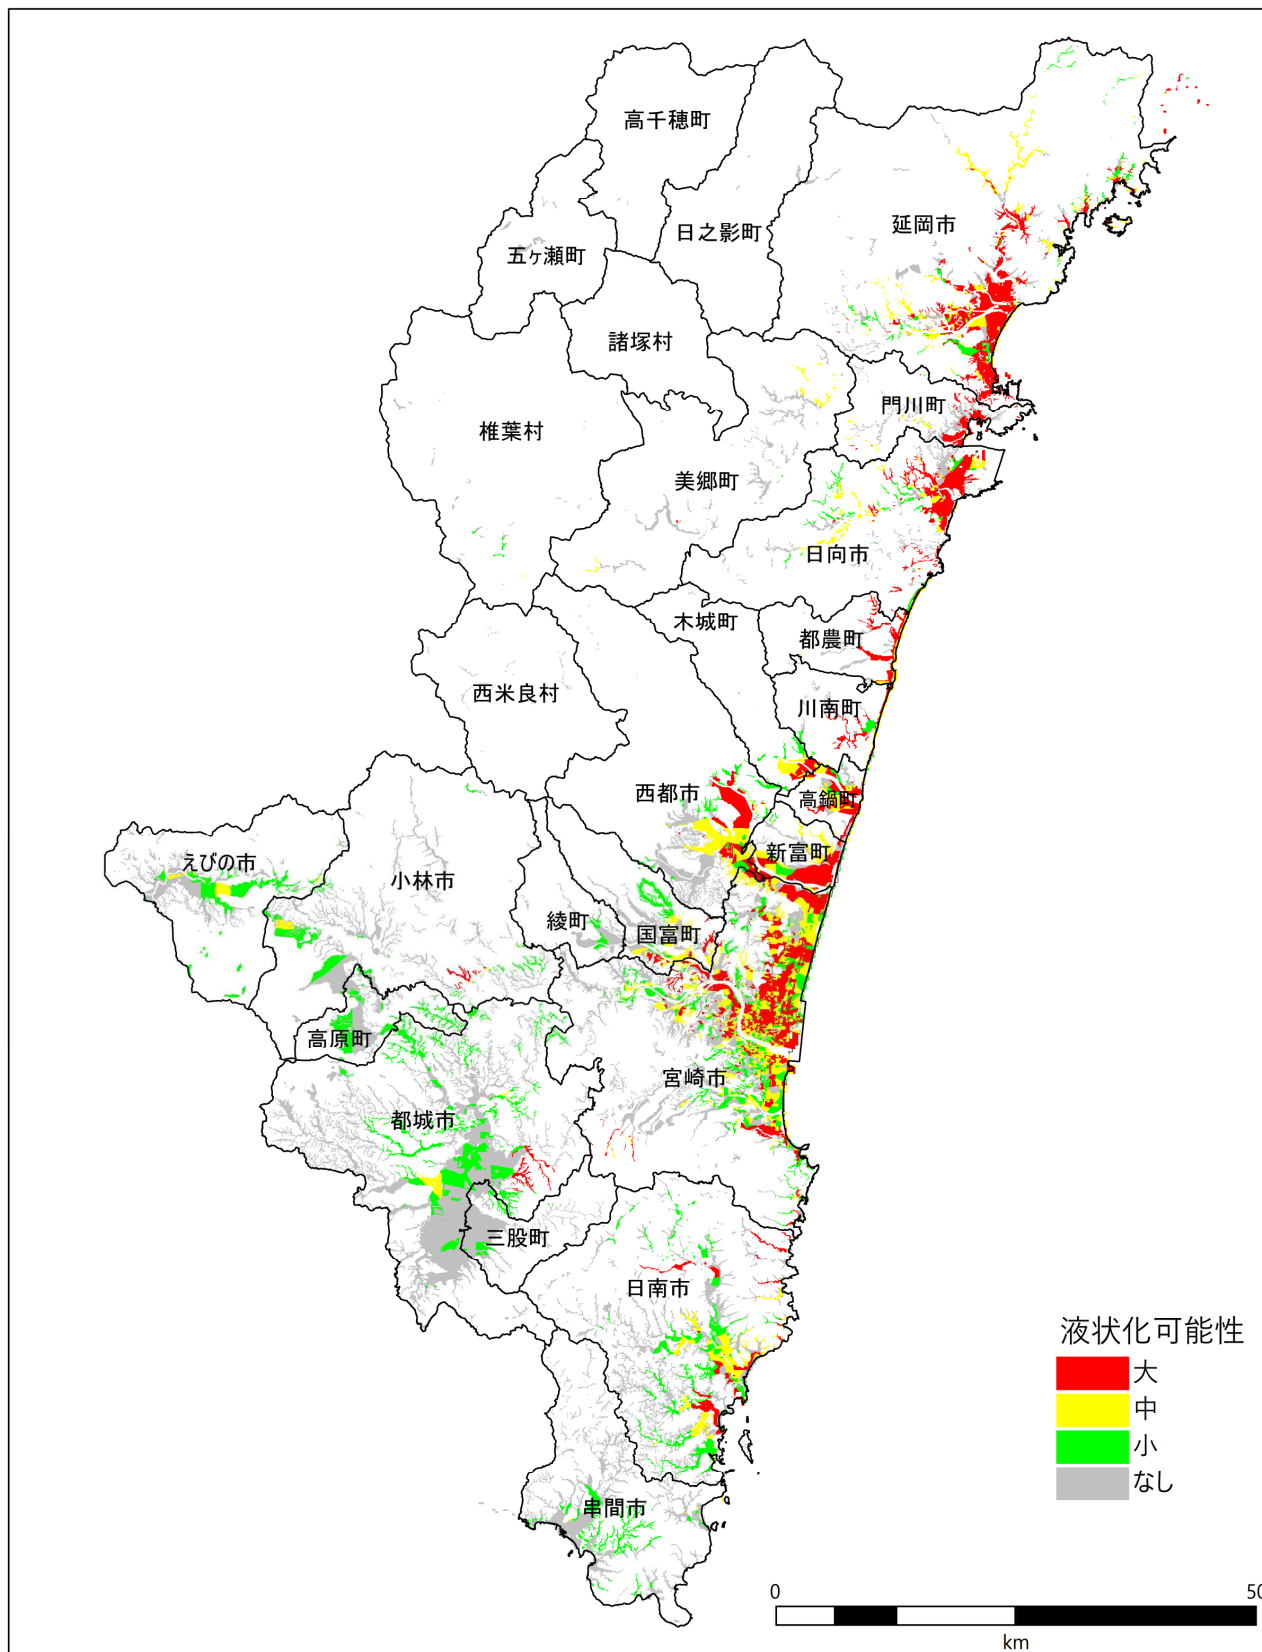 高千穂町
延岡市
日之影町
五ヶ瀬町
諸塚村
門川町
椎葉村
美郷町
日向市
木城町
都農町
西米良村
川南町
西都市
高鍋町
新富町
えびの市
小林市
綾町
国富町
高原町
宮崎市
都城市
三股町
日南市
串間市
液状化可能性
大
中
小
なし
0 50
km